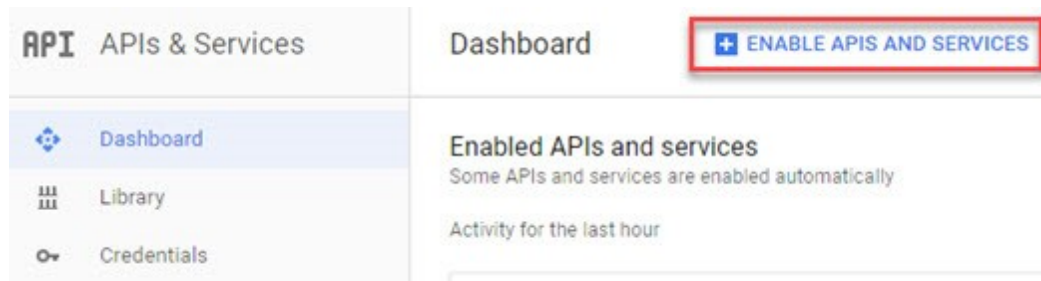 API APIs & Services
Dashboard
ENABLE APIS AND SERVICES
Dashboard
Library
Credentials
Enabled APIs and services
Some APIs and services are enabled automatically
Activity for the last hour